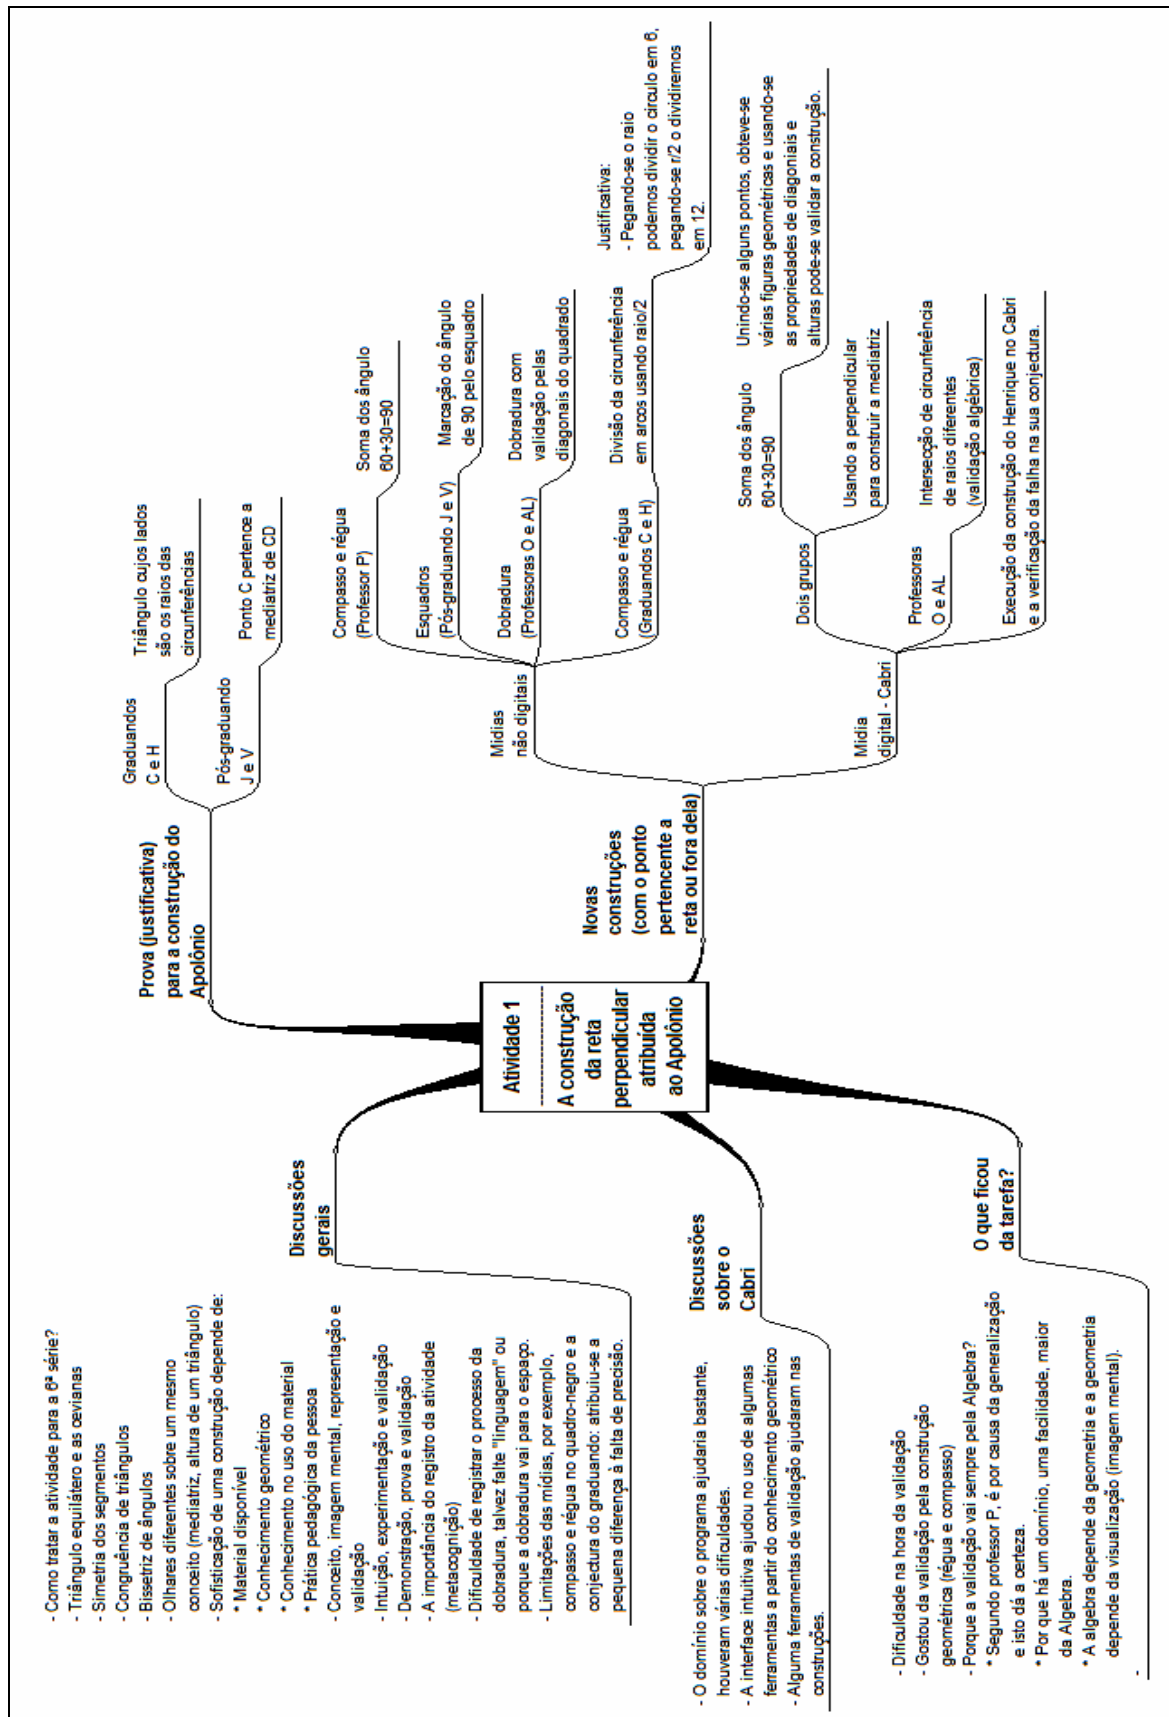 Atividade 1
A construção
da reta
perpendicular
atribuída
ao Apolônio
Prova (justificativa)
para a construção do
Apolônio
Graduandos
C e H
Triângulo cujos lados
são os raios das
circunferências
Pós-graduando
J e V
Ponto C pertence a
mediatriz de CD
Novas
construções
(com o ponto
pertencente a
reta ou fora dela)
Mídias
não digitais
Compasso e régua
(Professor P)
Soma dos ângulo
60+30=90
Esquadros
(Pós-graduando J e V)
Marcação do ângulo
de 90 pelo esquadro
Dobradura
(Professoras O e AL)
Dobradura com
validação pelas
diagonais do quadrado
Compasso e régua
(Graduandos C e H)
Divisão da circunferência
em arcos usando raio/2
Justificativa:
- Pegando-se o raio
podemos dividir o circulo em 6,
pegando-se r/2 o dividiremos
em 12.
Mídia
digital - Cabri
Dois grupos
Soma dos ângulo
60+30=90
Unindo-se alguns pontos, obteve-se
várias figuras geométricas e usando-se
as propriedades de diagoniais e
alturas pode-se validar a construção.
Usando a perpendicular
para construir a mediatriz
Professoras
O e AL
Intersecção de circunferência
de raios diferentes
(validação algébrica)
Execução da construção do Henrique no Cabri
e a verificação da falha na sua conjectura.
Discussões
gerais
- Como tratar a atividade para a 6ª série?
- Triângulo equilátero e as cevianas
- Simetria dos segmentos
- Congruência de triângulos
- Bissetriz de ângulos
- Olhares diferentes sobre um mesmo
conceito (mediatriz, altura de um triângulo)
- Sofisticação de uma construção depende de:
* Material disponível
* Conhecimento geométrico
* Conhecimento no uso do material
* Prática pedagógica da pessoa
- Conceito, imagem mental, representação e
validação
- Intuição, experimentação e validação
- Demonstração, prova e validação
- A importância do registro da atividade
(metacognição)
- Dificuldade de registrar o processo da
dobradura, talvez falte "linguagem" ou
porque a dobradura vai para o espaço.
- Limitações das mídias, por exemplo,
compasso e régua no quadro-negro e a
conjectura do graduando: atribuiu-se a
pequena diferença à falta de precisão.
Discussões
sobre o
Cabri
- O domínio sobre o programa ajudaria bastante,
houveram várias dificuldades.
- A interface intuitiva ajudou no uso de algumas
ferramentas a partir do conhecimento geométrico
- Alguma ferramentas de validação ajudaram nas
construções.
O que ficou
da tarefa?
- Dificuldade na hora da validação
- Gostou da validação pela construção
geométrica (régua e compasso)
- Porque a validação vai sempre pela Algebra?
* Segundo professor P, é por causa da generalização
e isto dá a certeza.
* Por que há um domínio, uma facilidade, maior
da Algebra.
* A algebra depende da geometria e a geometria
depende da visualização (imagem mental).
-